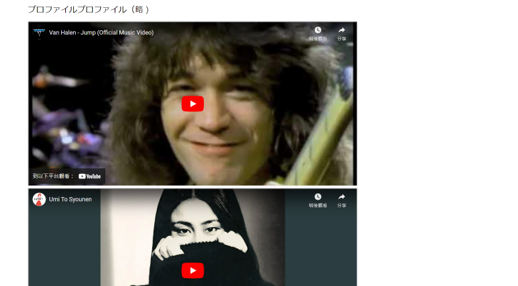 プロファイルプロファイル（略 )
Van Halen - Jump (Official Music Video)
稍後觀看
分享
到以下平台觀看：
YouTube
Umi To Syounen
稍後觀看
分享